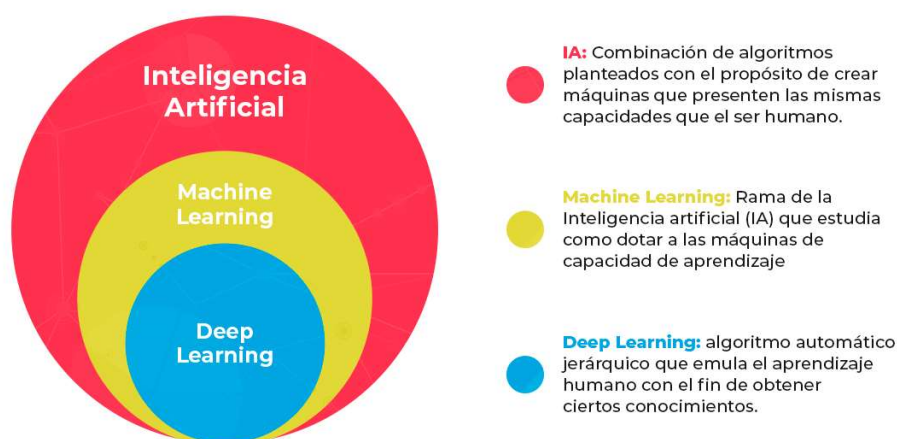 Inteligencia
Artificial
Machine
Learning
Deep
Learning
IA: Combinación de algoritmos
planteados con el propósito de crear
máquinas que presenten las mismas
capacidades que el ser humano.
Machine Learning: Rama de la
Inteligencia artificial (IA) que estudía
como dotar a las máquinas de
capacidad de aprendizaje
Deep Learning: algoritmo automático
jerárquico que emula el aprendizaje
humano con el fin de obtener
ciertos conocimientos.